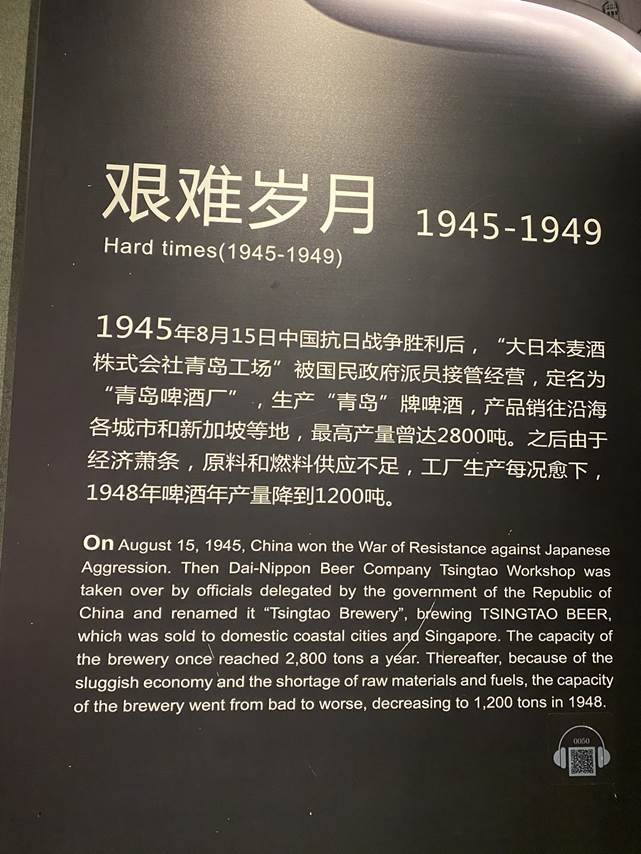 艰难岁月 1945-1949
Hard times(1945-1949)
1945年8月15日中国抗日战争胜利后，“大日本麦酒
株式会社青岛工场”被国民政府派员接管经营，定名为
“青岛啤酒厂”，生产“青岛”牌啤酒，产品销往沿海
各城市和新加坡等地，最高产量曾达2800吨。之后由于
经济萧条，原料和燃料供应不足，工厂生产每况愈下，
1948年啤酒年产量降到1200吨。
On August 15, 1945, China won the War of Resistance against Japanese
Aggression. Then Dai-Nippon Beer Company Tsingtao Workshop was
taken over by officials delegated by the government of the Republic of
China and renamed it “Tsingtao Brewery”, brewing TSINGTAO BEER,
which was sold to domestic coastal cities and Singapore. The capacity of
the brewery once reached 2,800 tons a year. Thereafter, because of the
sluggish economy and the shortage of raw materials and fuels, the capacity
of the brewery went from bad to worse, decreasing to 1,200 tons in 1948.
0050